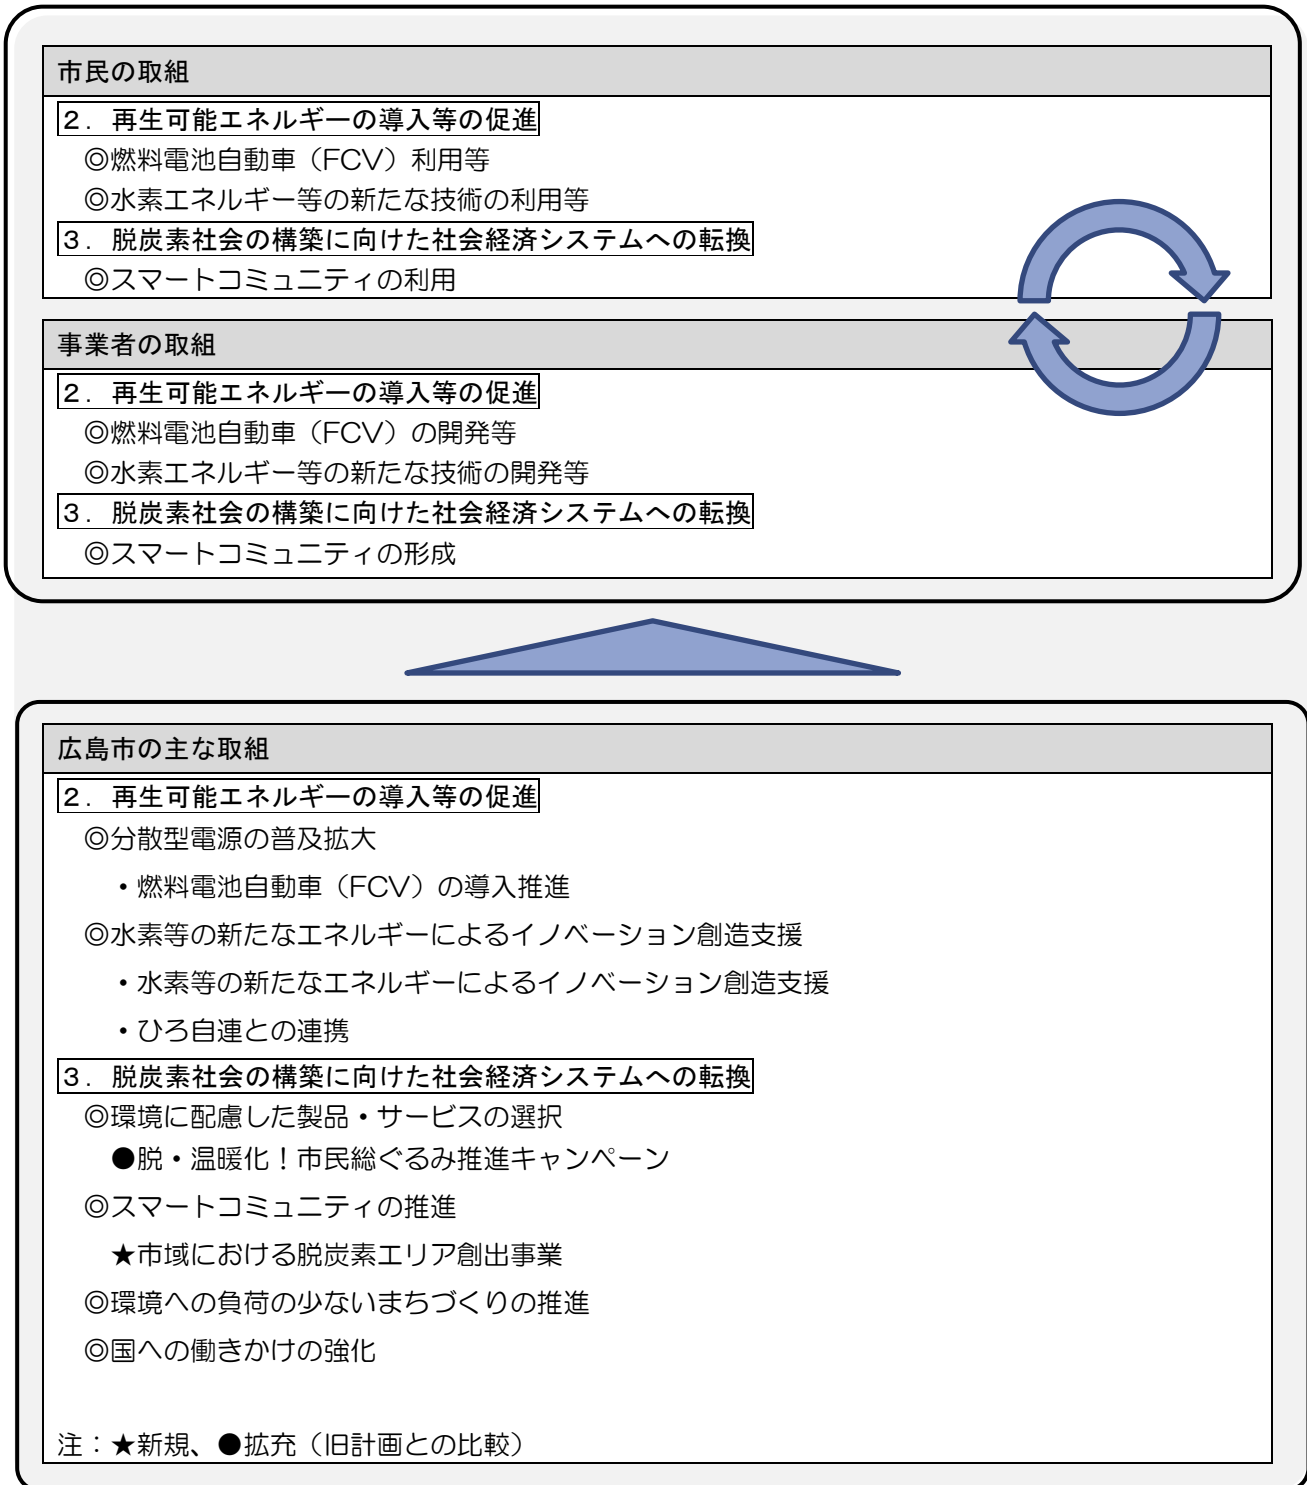 市民の取組
２．再生可能エネルギーの導入等の促進
◎燃料電池自動車（FCV）利用等
◎水素エネルギー等の新たな技術の利用等
３．脱炭素社会の構築に向けた社会経済システムへの転換
◎スマートコミュニティの利用
事業者の取組
２．再生可能エネルギーの導入等の促進
◎燃料電池自動車（FCV）の開発等
◎水素エネルギー等の新たな技術の開発等
３．脱炭素社会の構築に向けた社会経済システムへの転換
◎スマートコミュニティの形成
広島市の主な取組
２．再生可能エネルギーの導入等の促進
◎分散型電源の普及拡大
・燃料電池自動車（FCV）の導入推進
◎水素等の新たなエネルギーによるイノベーション創造支援
・水素等の新たなエネルギーによるイノベーション創造支援
・ひろ自連との連携
３．脱炭素社会の構築に向けた社会経済システムへの転換
◎環境に配慮した製品・サービスの選択
●脱・温暖化！市民総ぐるみ推進キャンペーン
◎スマートコミュニティの推進
★市域における脱炭素エリア創出事業
◎環境への負荷の少ないまちづくりの推進
◎国への働きかけの強化
注：★新規、●拡充（旧計画との比較）